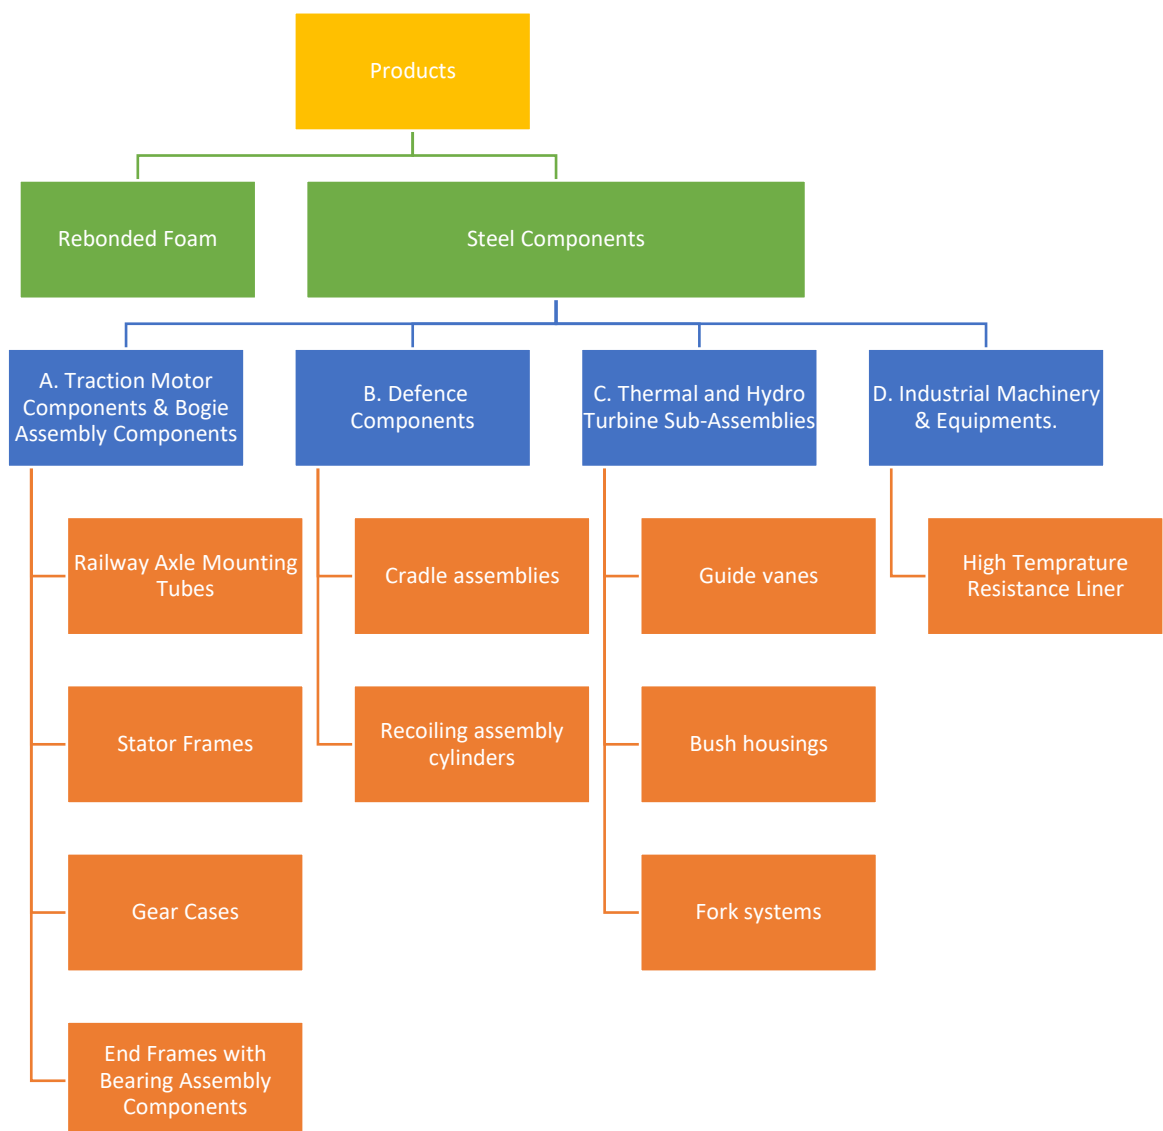 Products
Rebonded Foam
Steel Components
A. Traction Motor
Components & Bogie
Assembly Components
B. Defence
Components
C. Thermal and Hydro
Turbine Sub-Assemblies
D. Industrial Machinery
& Equipments.
Railway Axle Mounting
Tubes
Cradle assemblies
Guide vanes
High Temprature
Resistance Liner
Stator Frames
Recoiling assembly
cylinders
Bush housings
Gear Cases
Fork systems
End Frames with
Bearing Assembly
Components